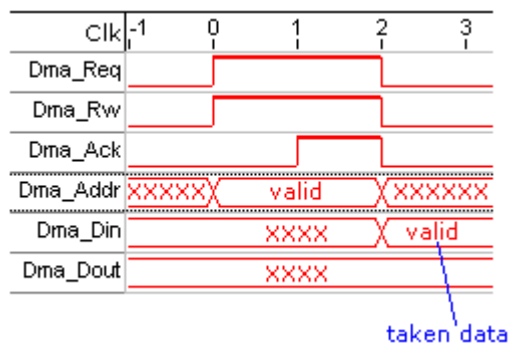 Clk -1 0 1 2 3
Dma_Req
Dma_Rw
Dma_Ack
Dma_Addr XXXXX valid XXXXXX
Dma_Din XXXX valid
Dma_Dout XXXX
taken data